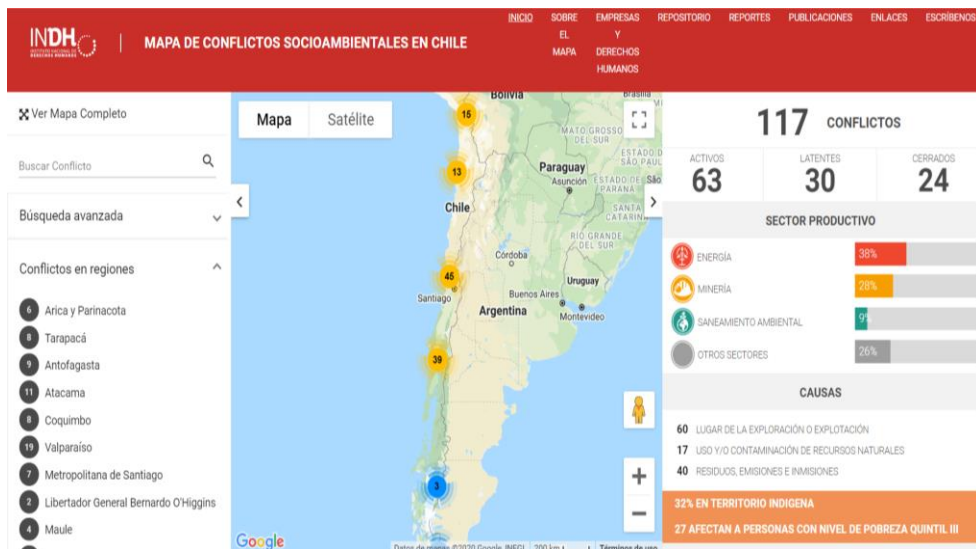 INDH
INSTITUTO NACIONAL DE
DERECHOS HUMANOS
MAPA DE CONFLICTOS SOCIOAMBIENTALES EN CHILE
INICIO
SOBRE
EL
MAPA
EMPRESAS
Y
DERECHOS
HUMANOS
REPOSITORIO
REPORTES
PUBLICACIONES
ENLACES
ESCRÍBENOS
Ver Mapa Completo
Buscar Conflicto
Búsqueda avanzada
Conflictos en regiones
6 Arica y Parinacota
8 Tarapacá
9 Antofagasta
11 Atacama
8 Coquimbo
19 Valparaíso
7 Metropolitana de Santiago
2 Libertador General Bernardo O'Higgins
4 Maule
Mapa
Satélite
Bolivia
Brasilia
15
MATO GROSSO
DEL SUR
ESTADO D
SÃO PAUL
13
Paraguay
Asunción
ESTADO DE
PARANÁ
São
Chile
SANTA
CATARINA
RIO GRANDE
DEL SUR
Córdoba
45
Santiago
Uruguay
Buenos Aires
Argentina
Montevideo
39
3
Google
Datos de mapas ©2020 Google, INEGI
200 km
Términos de uso
117 CONFLICTOS
ACTIVOS
63
LATENTES
30
CERRADOS
24
SECTOR PRODUCTIVO
ENERGÍA 38%
MINERÍA 28%
SANEAMIENTO AMBIENTAL 9%
OTROS SECTORES 26%
CAUSAS
60 LUGAR DE LA EXPLORACIÓN O EXPLOTACIÓN
17 USO Y/O CONTAMINACIÓN DE RECURSOS NATURALES
40 RESIDUOS, EMISIONES E INMISIONES
32% EN TERRITORIO INDIGENA
27 AFECTAN A PERSONAS CON NIVEL DE POBREZA QUINTIL III